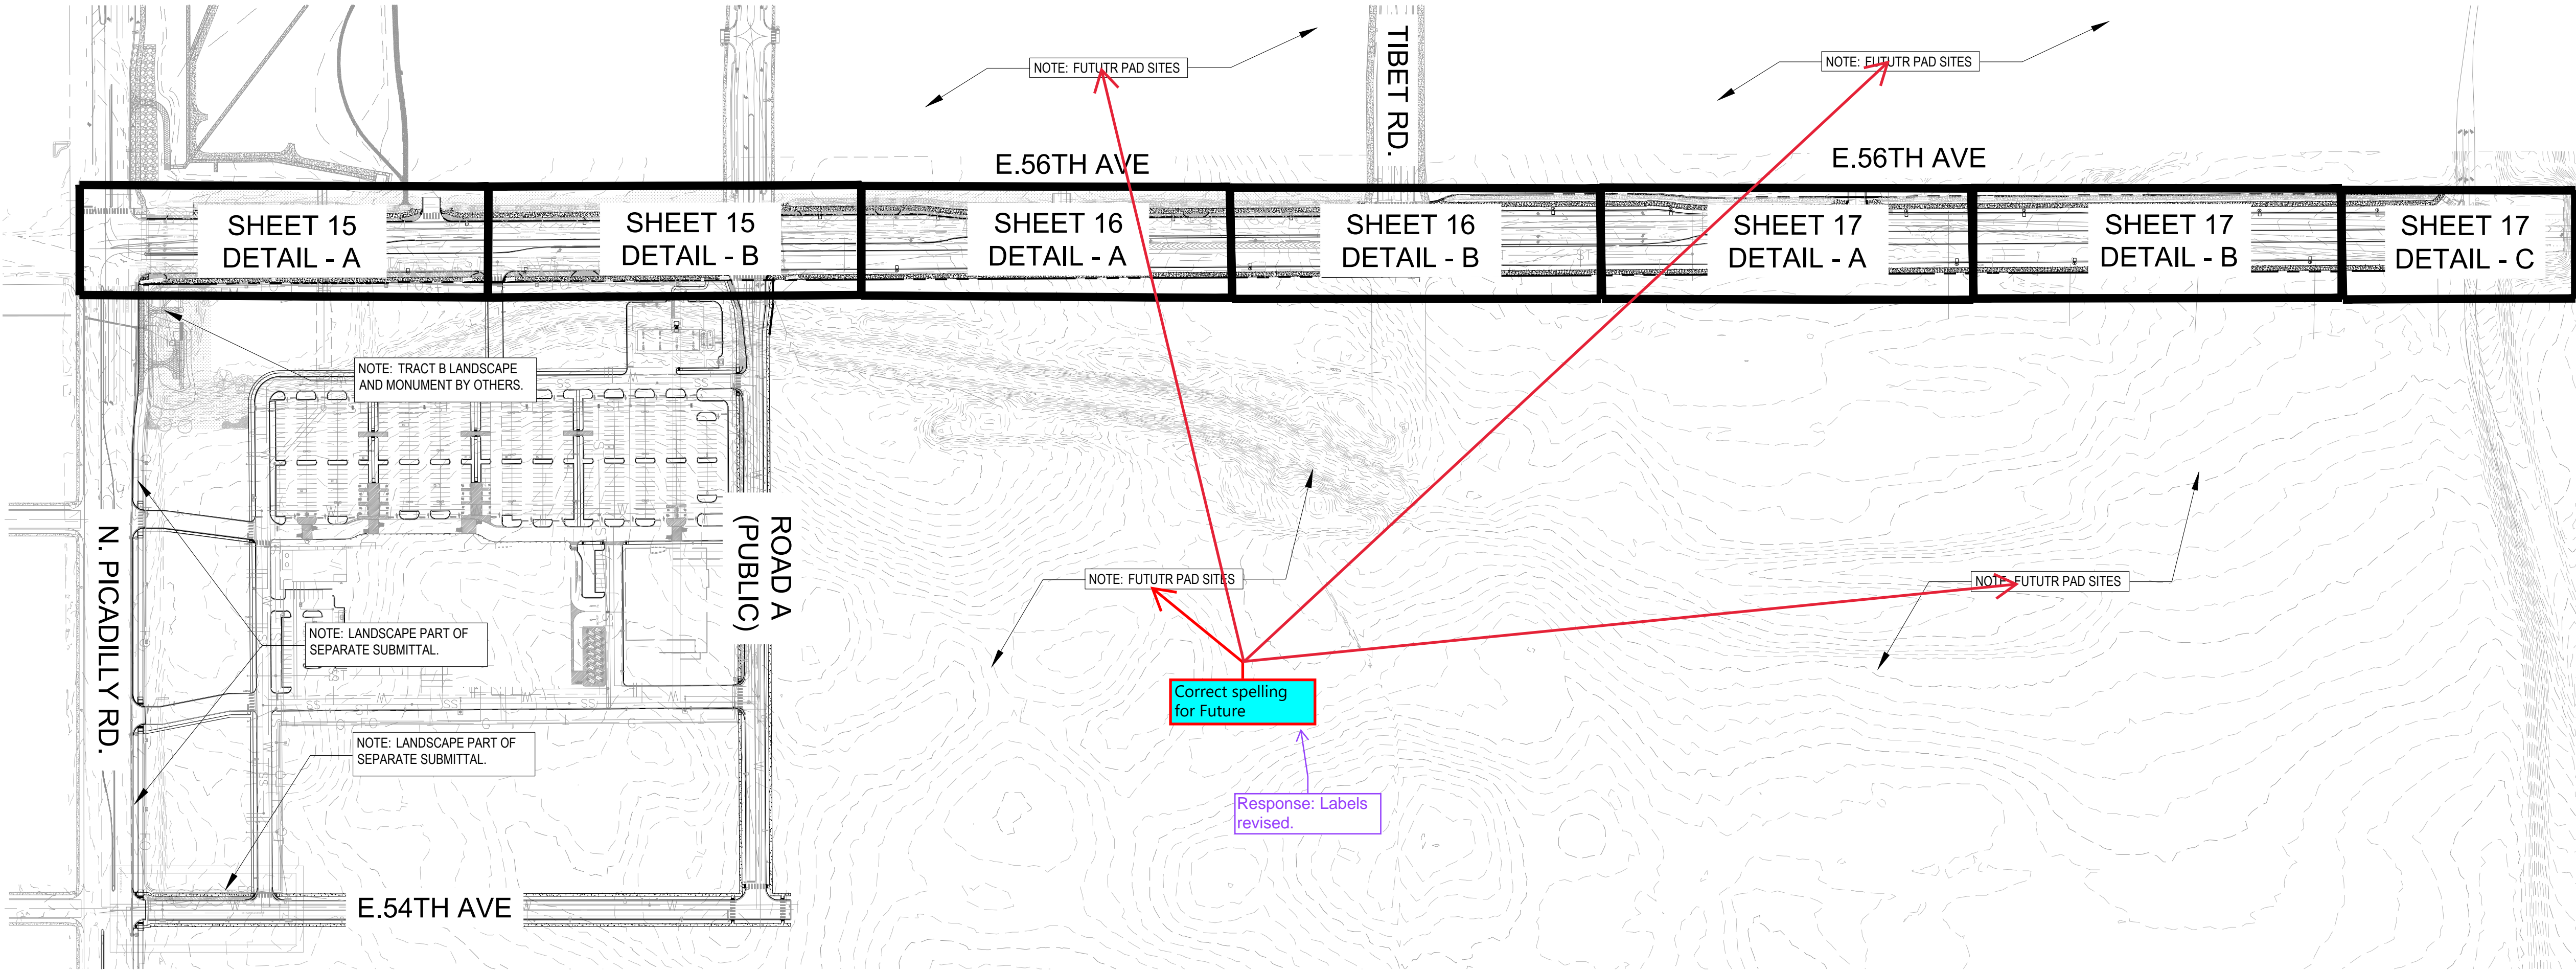 NOTE: FUTUTR PAD SITES
TIBET RD.
NOTE: FUTUTR PAD SITES
E.56TH AVE
E.56TH AVE
SHEET 15
DETAIL - A
SHEET 15
DETAIL - B
SHEET 16
DETAIL - A
SHEET 16
DETAIL - B
SHEET 17
DETAIL - A
SHEET 17
DETAIL - B
SHEET 17
DETAIL - C
NOTE: TRACT B LANDSCAPE
AND MONUMENT BY OTHERS.
N. PICADILLY RD.
ROAD A
(PUBLIC)
NOTE: FUTUTR PAD SITES
NOTE: FUTUTR PAD SITES
NOTE: LANDSCAPE PART OF
SEPARATE SUBMITTAL.
Correct spelling
for Future
NOTE: LANDSCAPE PART OF
SEPARATE SUBMITTAL.
Response: Labels
revised.
E.54TH AVE